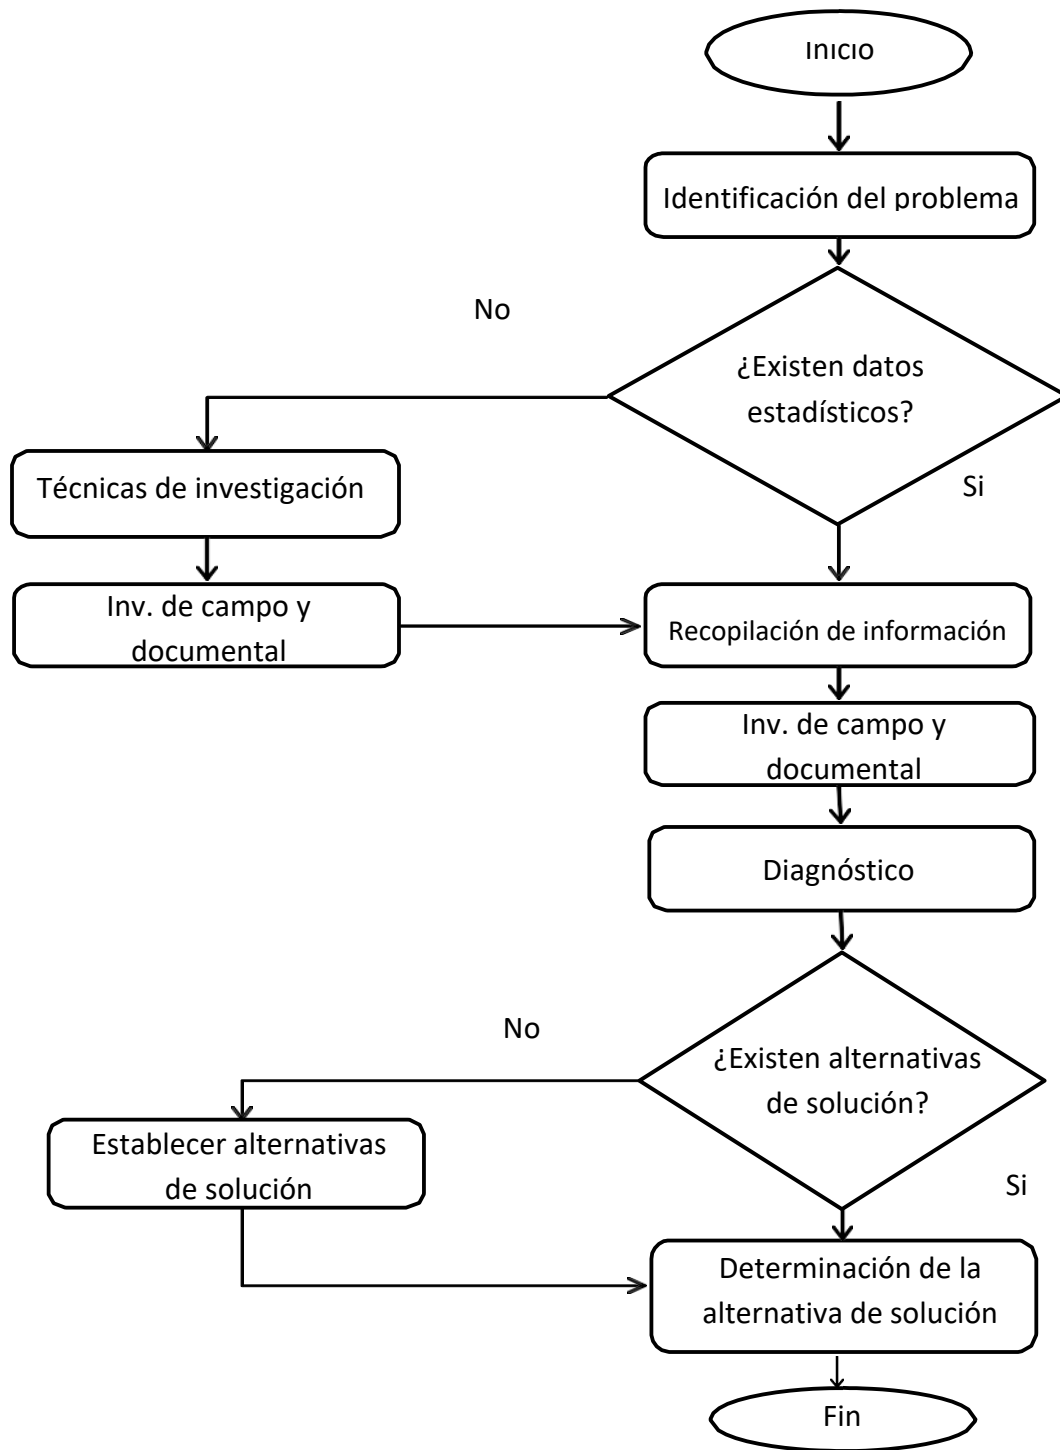 Inicio
Identificación del problema
No
¿Existen datos
estadísticos?
Si
Técnicas de investigación
Inv. de campo y
documental
Recopilación de información
Inv. de campo y
documental
Diagnóstico
No
¿Existen alternativas
de solución?
Establecer alternativas
de solución
Si
Determinación de la
alternativa de solución
Fin